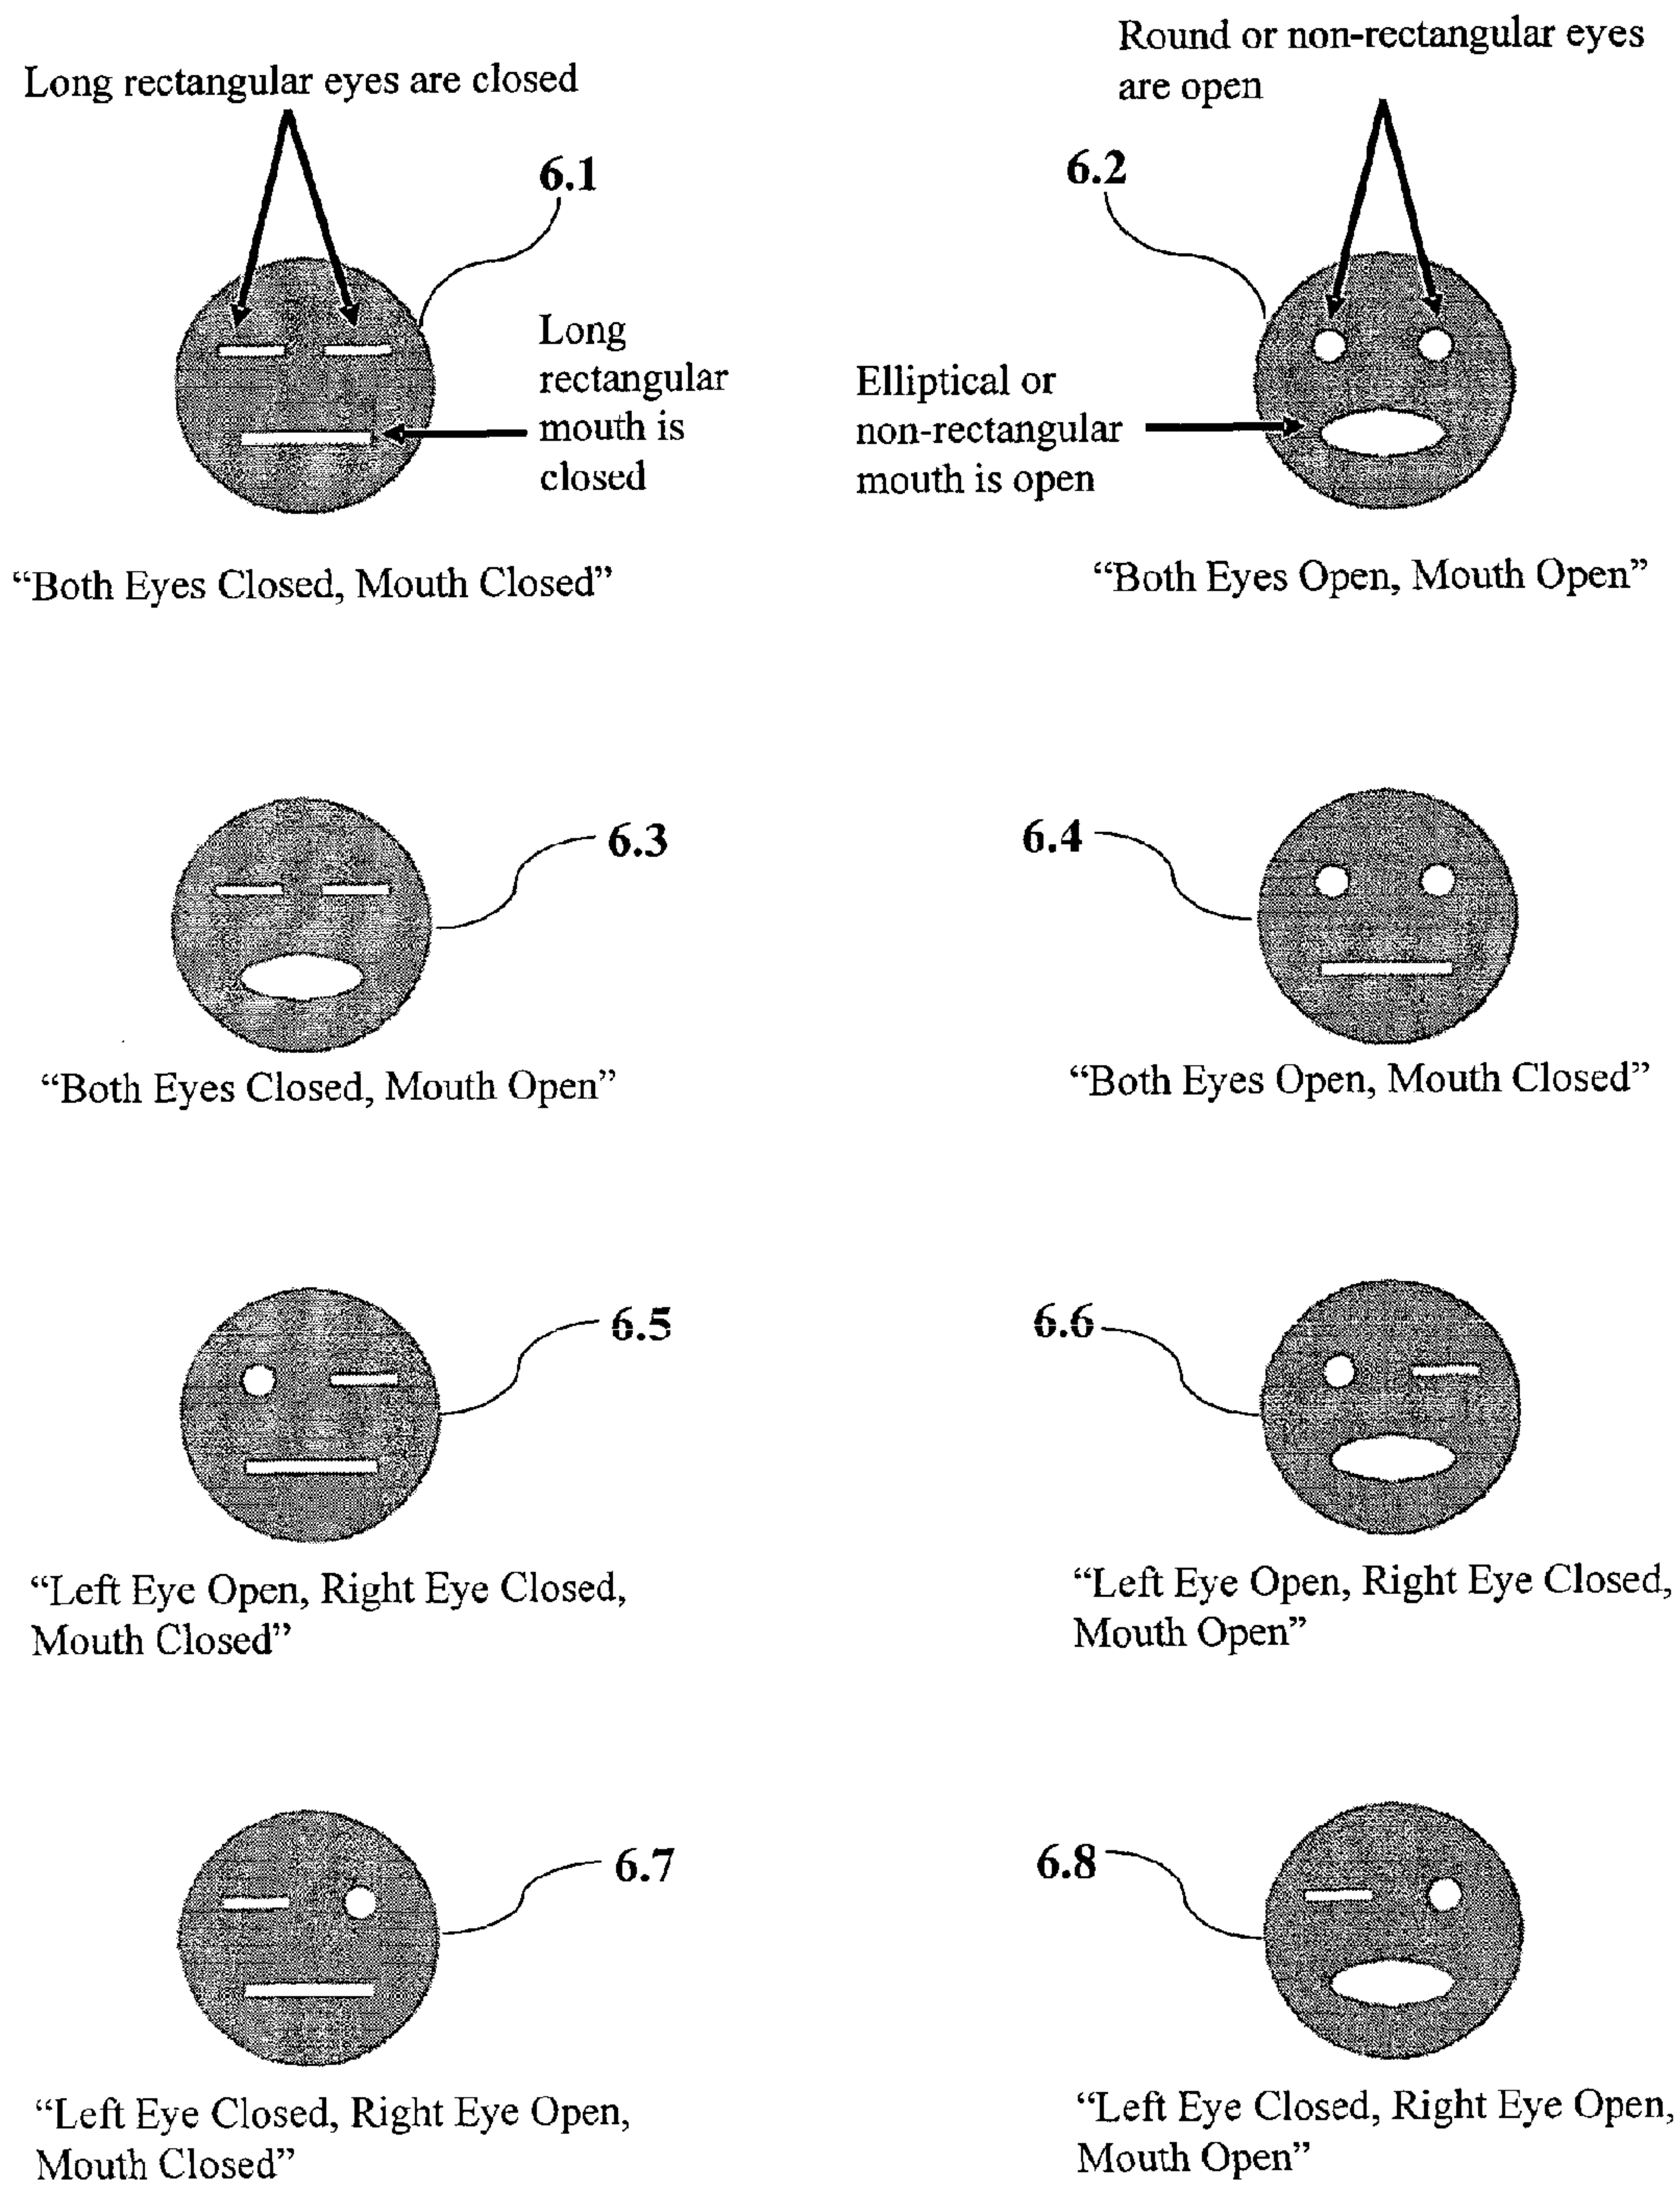 Long rectangular eyes are closed
Round or non-rectangular eyes
are open
6.1
6.2
Long
rectangular
mouth is
closed
Elliptical or
non-rectangular
mouth is open
“Both Eyes Closed, Mouth Closed”
“Both Eyes Open, Mouth Open”
6.3
6.4
“Both Eyes Closed, Mouth Open”
“Both Eyes Open, Mouth Closed”
6.5
6.6
“Left Eye Open, Right Eye Closed,
Mouth Closed”
“Left Eye Open, Right Eye Closed,
Mouth Open”
6.7
6.8
“Left Eye Closed, Right Eye Open,
Mouth Closed”
“Left Eye Closed, Right Eye Open,
Mouth Open”